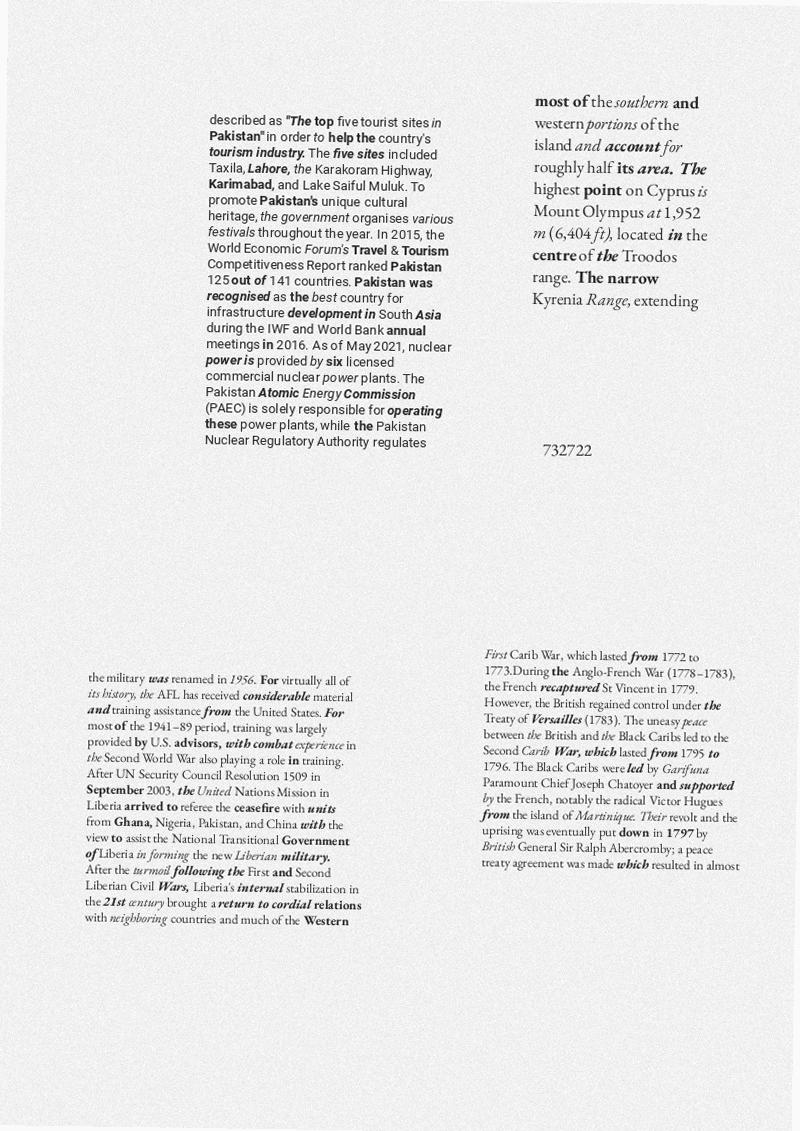 described as "The top five tourist sites in
Pakistan" in order to help the country's
tourism industry. The five sites included
Taxila, Lahore, the Karakoram Highway,
Karimabad, and Lake Saiful Muluk. To
promote Pakistan's unique cultural
heritage, the government organises various
festivals throughout the year. In 2015, the
World Economic Forum's Travel & Tourism
Competitiveness Report ranked Pakistan
125 out of 141 countries. Pakistan was
recognised as the best country for
infrastructure development in South Asia
during the IWF and World Bank annual
meetings in 2016. As of May 2021, nuclear
power is provided by six licensed
commercial nuclear power plants. The
Pakistan Atomic Energy Commission
(PAEC) is solely responsible for operating
these power plants, while the Pakistan
Nuclear Regulatory Authority regulates
most of the southern and
western portions of the
island and account for
roughly half its area. The
highest point on Cyprus is
Mount Olympus at 1,952
m (6,404 ft), located in the
centre of the Troodos
range. The narrow
Kyrenia Range, extending
732722
the military was renamed in 1956. For virtually all of
its history, the AFL has received considerable material
and training assistance from the United States. For
most of the 1941–89 period, training was largely
provided by U.S. advisors, with combat experience in
the Second World War also playing a role in training.
After UN Security Council Resolution 1509 in
September 2003, the United Nations Mission in
Liberia arrived to referee the ceasefire with units
from Ghana, Nigeria, Pakistan, and China with the
view to assist the National Transitional Government
of Liberia in forming the new Liberian military.
After the turmoil following the First and Second
Liberian Civil Wars, Liberia's internal stabilization in
the 21st century brought a return to cordial relations
with neighboring countries and much of the Western
First Carib War, which lasted from 1772 to
1773.During the Anglo-French War (1778–1783),
the French recaptured St Vincent in 1779.
However, the British regained control under the
Treaty of Versailles (1783). The uneasy peace
between the British and the Black Caribs led to the
Second Carib War, which lasted from 1795 to
1796. The Black Caribs were led by Garifuna
Paramount Chief Joseph Chatoyer and supported
by the French, notably the radical Victor Hugues
from the island of Martinique. Their revolt and the
uprising was eventually put down in 1797 by
British General Sir Ralph Abercromby; a peace
treaty agreement was made which resulted in almost